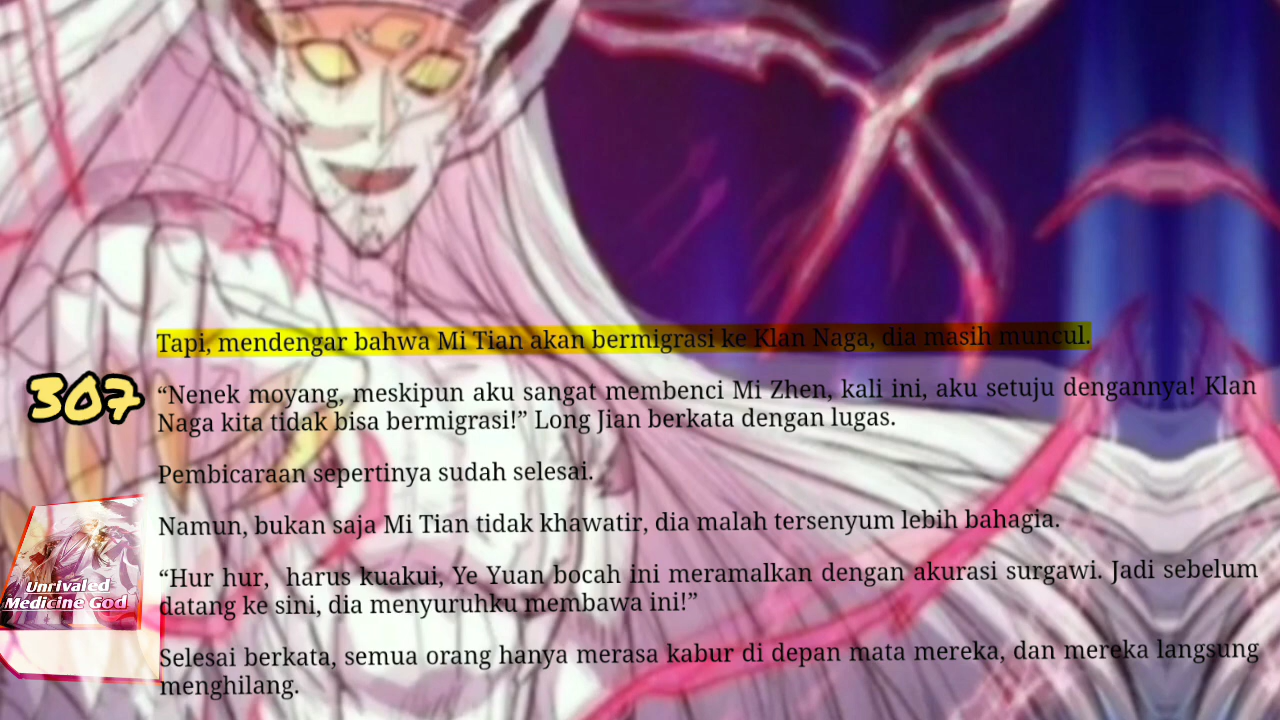 Tapi, mendengar bahwa Mi Tian akan bermigrasi ke Klan Naga, dia masih muncul.
307
“Nenek moyang, meskipun aku sangat membenci Mi Zhen, kali ini, aku setuju dengannya! Klan
Naga kita tidak bisa bermigrasi!” Long Jian berkata dengan lugas.
Pembicaraan sepertinya sudah selesai.
Namun, bukan saja Mi Tian tidak khawatir, dia malah tersenyum lebih bahagia.
“Hur hur,  harus kuakui, Ye Yuan bocah ini meramalkan dengan akurasi surgawi. Jadi sebelum
datang ke sini, dia menyuruhku membawa ini!”
Unrivaled
Medicine God
Selesai berkata, semua orang hanya merasa kabur di depan mata mereka, dan mereka langsung
menghilang.